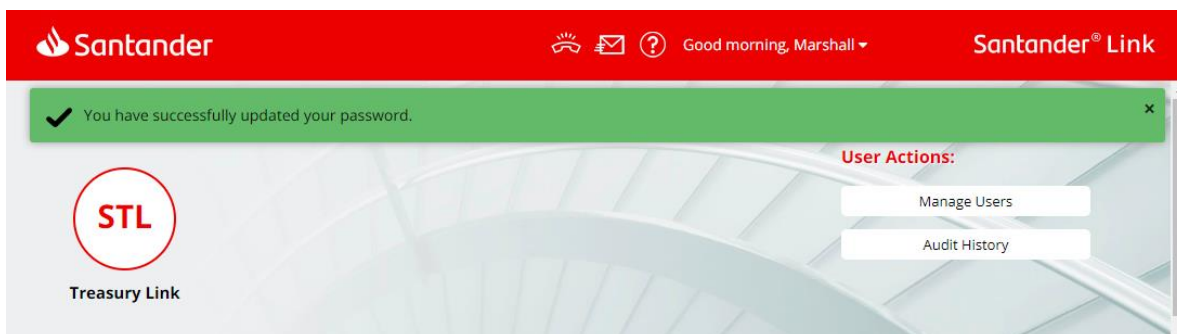 Santander
Good morning, Marshall
Santander® Link
You have successfully updated your password.
×
User Actions:
STL
Manage Users
Audit History
Treasury Link